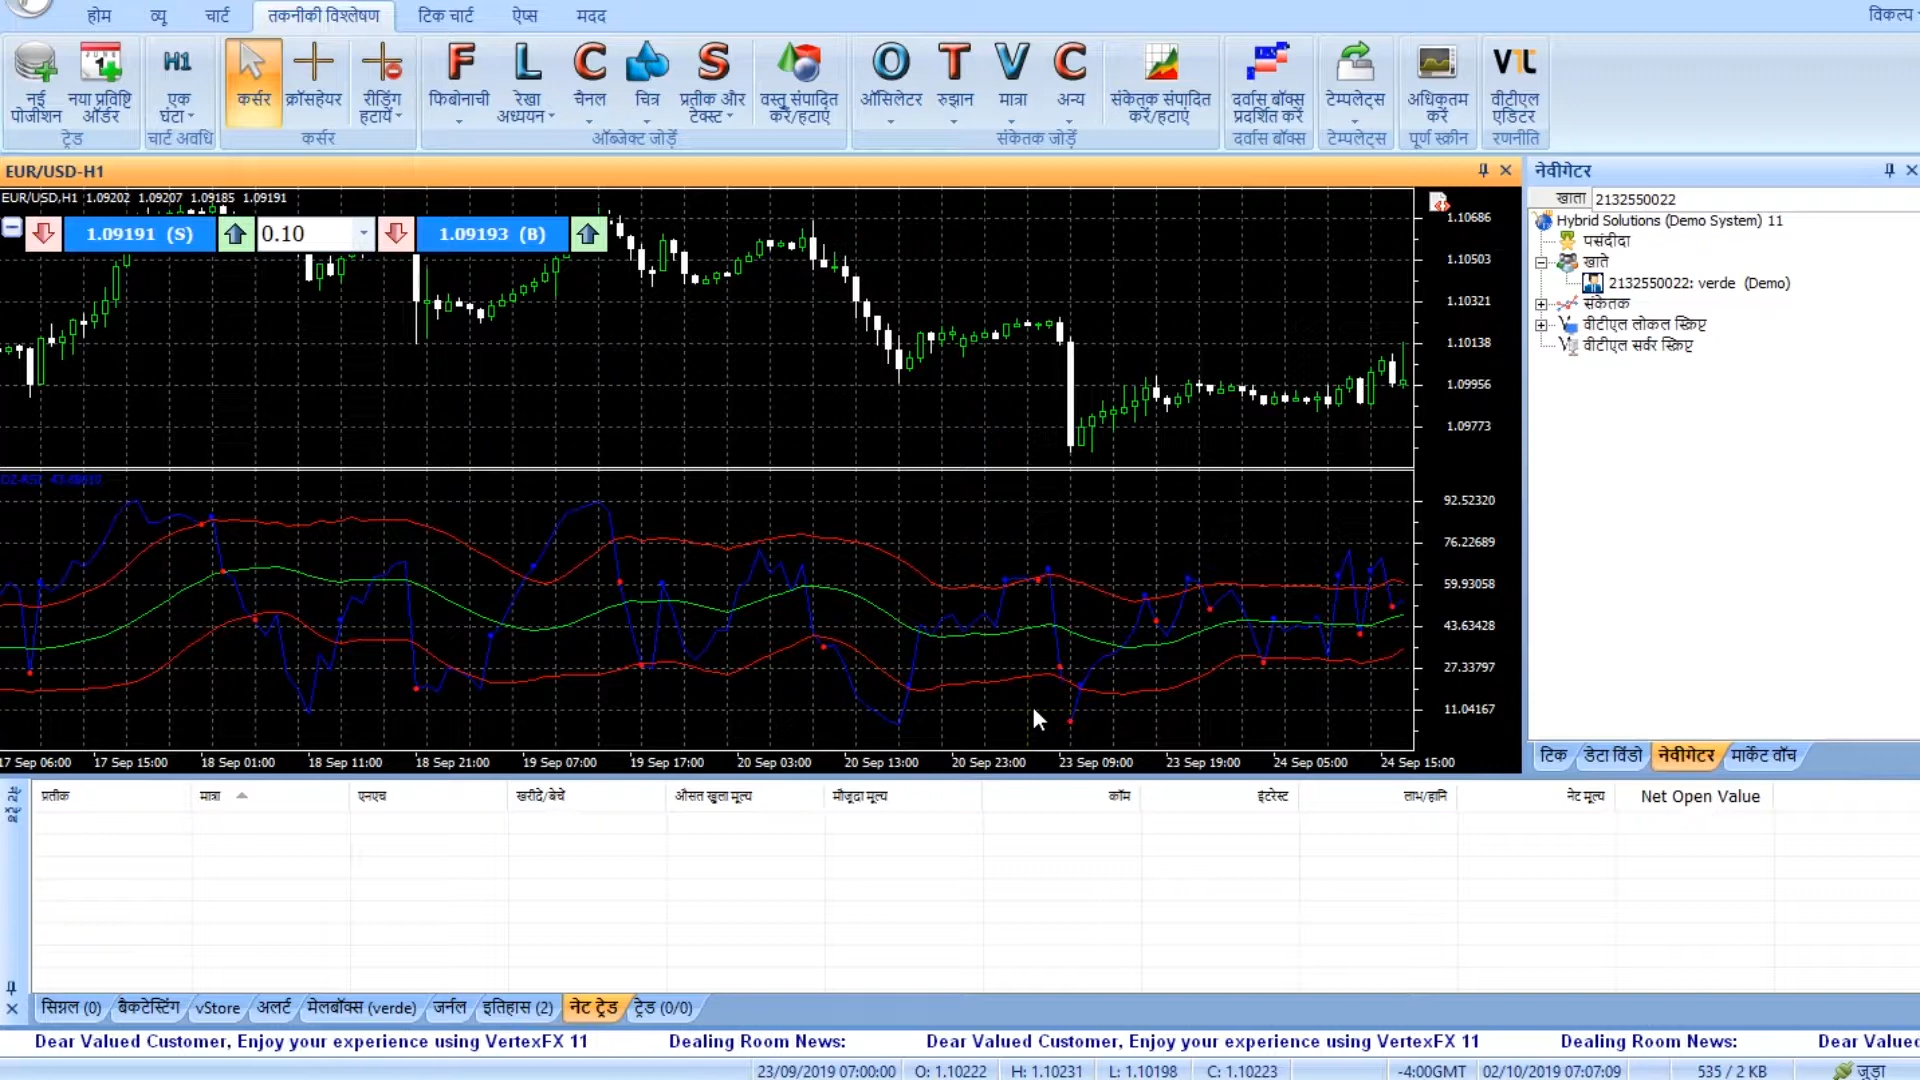 होम व्यू चार्ट तकनीकी विश्लेषण टिक चार्ट ऐप्स मदद विकल्प
H1 F L C S O T V C VTL
नई पोजीशन नया प्रविष्टि ऑर्डर एक घंटा कर्सर क्रॉसहेयर रीडिंग हटायें फिबोनाची रेखा अध्ययन चैनल चित्र प्रतीक और टेक्स्ट वस्तु संपादित करें/हटाएं ऑसिलेटर रुझान मात्रा अन्य संकेतक संपादित करें/हटाएं दर्वास बॉक्स प्रदर्शित करें टेम्पलेट्स अधिकतम करें वीटीएल एडिटर
ट्रेड चार्ट अवधि कर्सर ऑब्जेक्ट जोड़ें संकेतक जोड़ें दर्वास बॉक्स टेम्पलेट्स पूर्ण स्क्रीन रणनीति
EUR/USD-H1
EUR/USD,H1 1.09202 1.09207 1.09185 1.09191
1.09191 (S) 0.10 1.09193 (B)
1.10686
1.10503
1.10321
1.10138
1.09956
1.09773
92.52320
76.22689
59.93058
43.63428
27.33797
11.04167
17 Sep 06:00 17 Sep 15:00 18 Sep 01:00 18 Sep 11:00 18 Sep 21:00 19 Sep 07:00 19 Sep 17:00 20 Sep 03:00 20 Sep 13:00 20 Sep 23:00 23 Sep 09:00 23 Sep 19:00 24 Sep 05:00 24 Sep 15:00
नेवीगेटर
खाता 2132550022
Hybrid Solutions (Demo System) 11
पसंदीदा
खाते
2132550022: verde (Demo)
संकेतक
वीटीएल लोकल स्क्रिप्ट
वीटीएल सर्वर स्क्रिप्ट
टिक डेटा विंडो नेवीगेटर मार्केट वॉच
नेट ट्रेड
प्रतीक मात्रा एनएच खरीदे/बेचे औसत खुला मूल्य मौजूदा मूल्य कॉम इंटरेस्ट लाभ/हानि नेट मूल्य Net Open Value
सिग्नल (0) बैकटेस्टिंग vStore अलर्ट मेलबॉक्स (verde) जर्नल इतिहास (2) नेट ट्रेड ट्रेड (0/0)
Dear Valued Customer, Enjoy your experience using VertexFX 11 Dealing Room News: Dear Valued Customer, Enjoy your experience using VertexFX 11 Dealing Room News: Dear Valued
23/09/2019 07:00:00 O: 1.10222 H: 1.10231 L: 1.10198 C: 1.10223 -4:00GMT 02/10/2019 07:07:09 535 / 2 KB जुड़ा